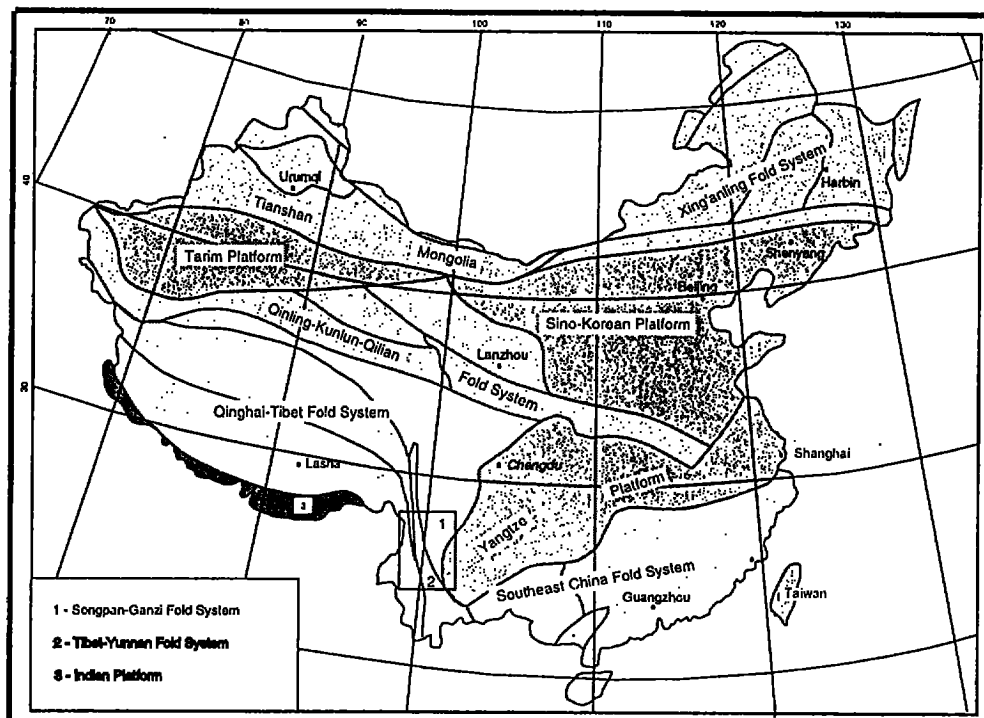 70 80 90 100 110 120 130
40
30
Urumqi
Tianshan
Mongolia
Tarim Platform
Xing'anling Fold System
Harbin
Shenyang
Beijing
Sino-Korean Platform
Qinling-Kunlun-Qilian
Lanzhou
Fold System
Qinghai-Tibet Fold System
Lasha
Chengdu
Shanghai
Platform
Yangtze
3
1
2
Southeast China Fold System
Guangzhou
Taiwan
1 - Songpan-Ganzi Fold System
2 - Tibet-Yunnan Fold System
3 - Indian Platform